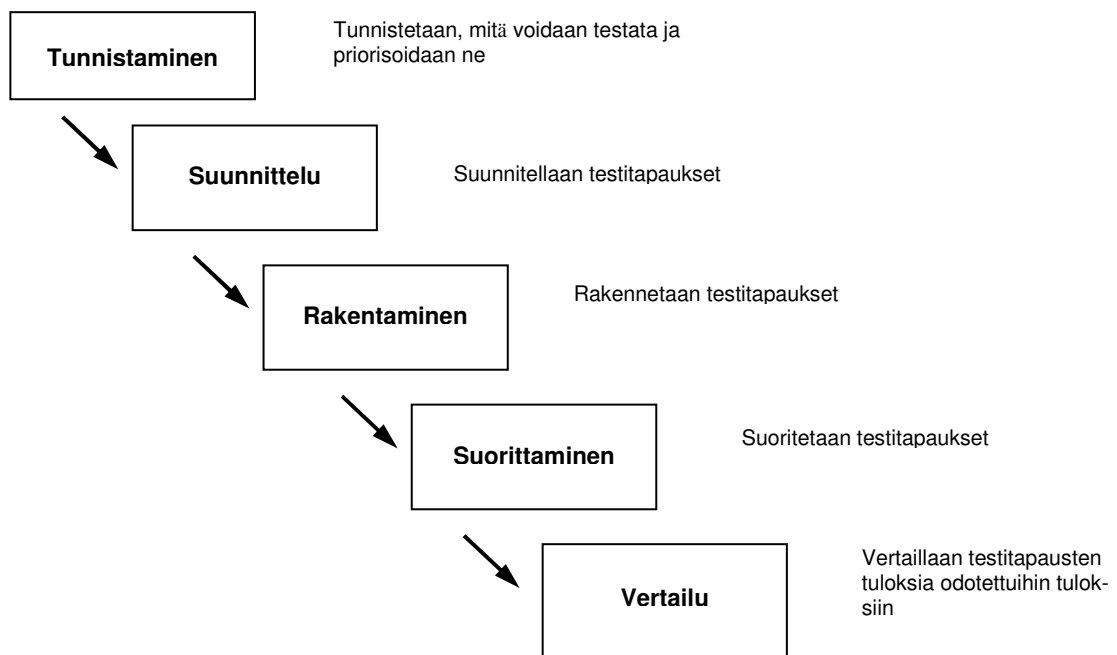 Tunnistaminen
Tunnistetaan, mitä voidaan testata ja
priorisoidaan ne
Suunnittelu
Suunnitellaan testitapaukset
Rakentaminen
Rakennetaan testitapaukset
Suorittaminen
Suoritetaan testitapaukset
Vertailu
Vertaillaan testitapausten
tuloksia odotettuihin tulok-
siin